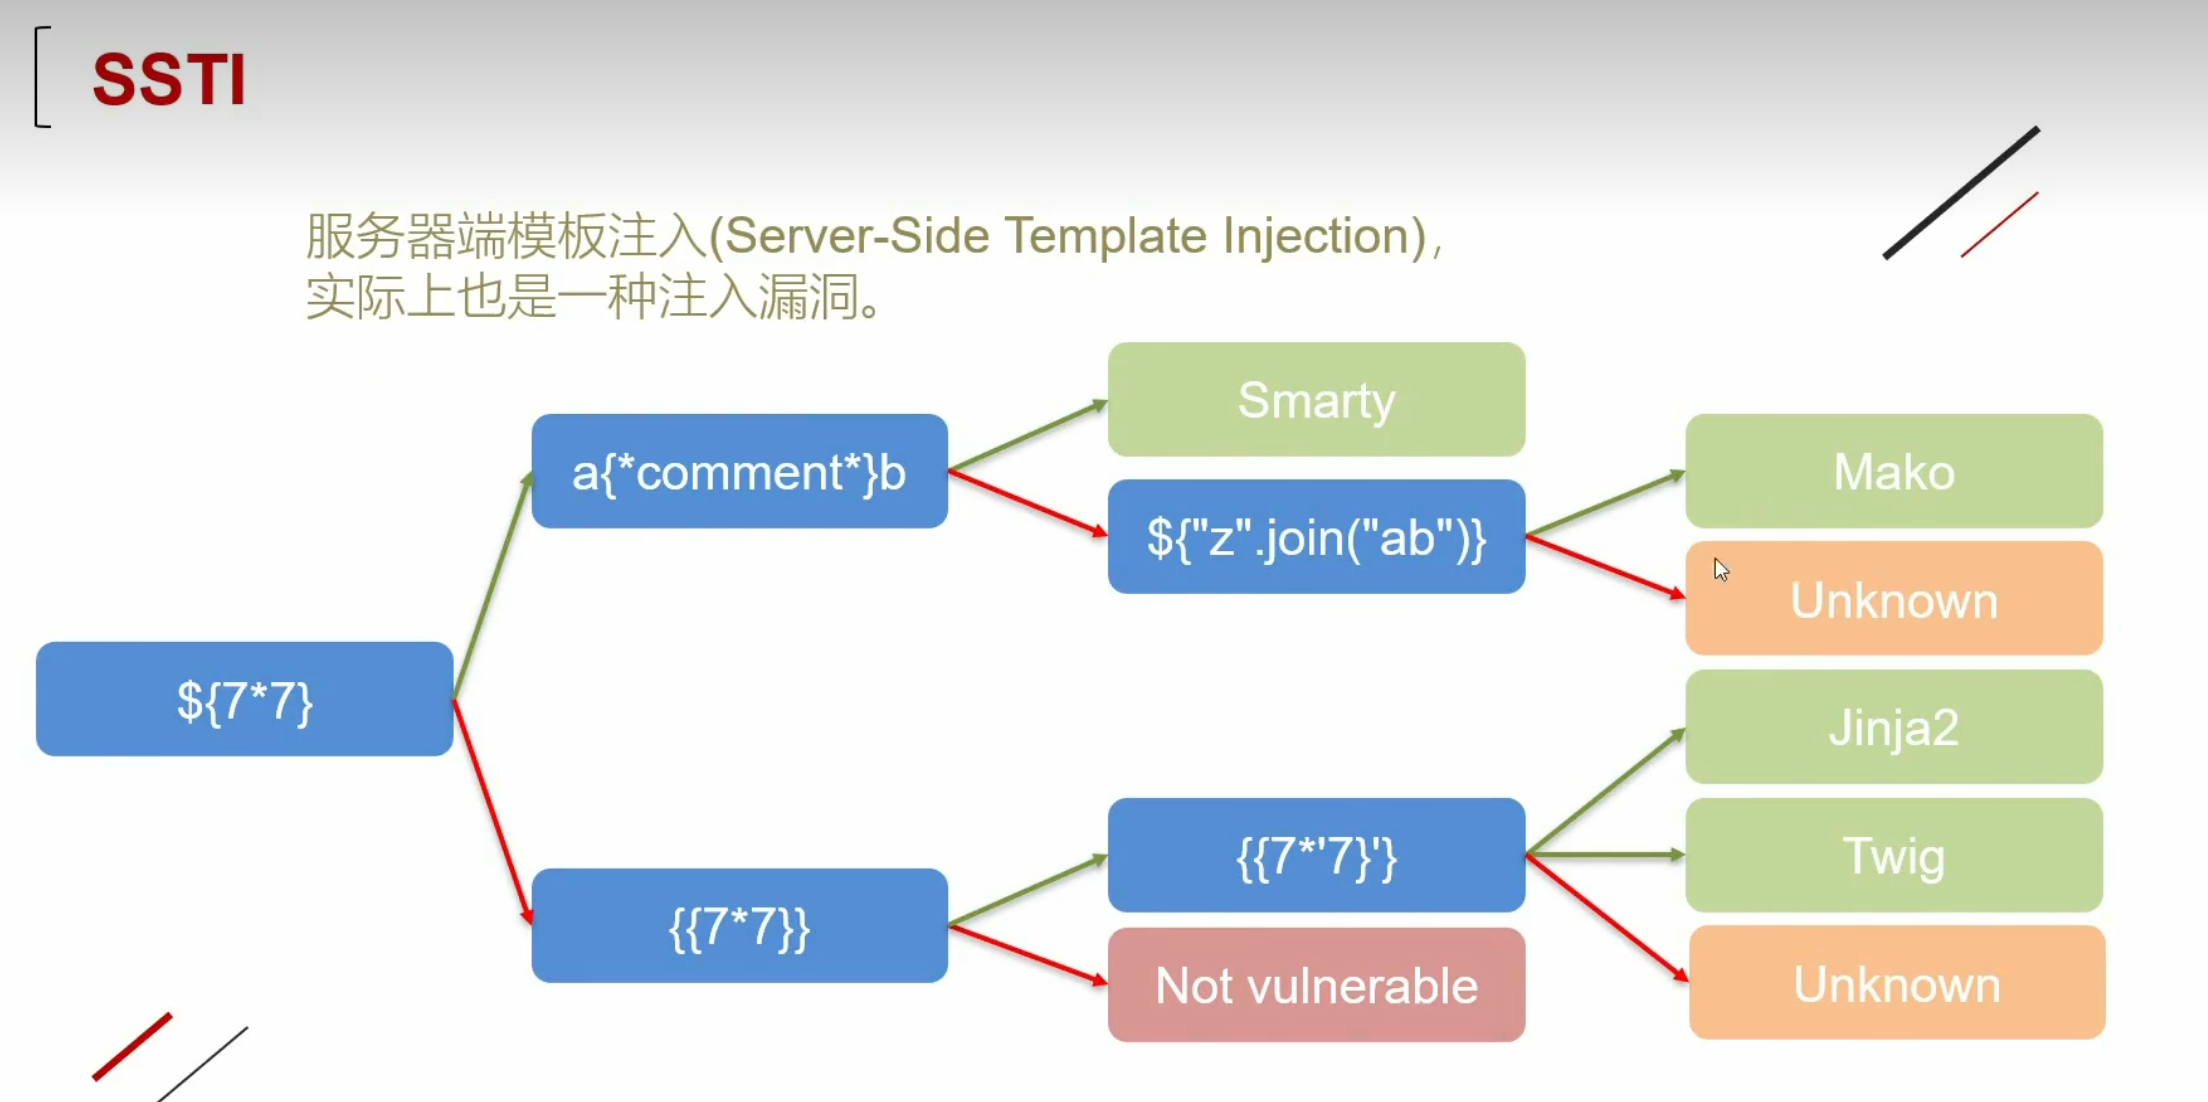 SSTI
服务器端模板注入(Server-Side Template Injection),
实际上也是一种注入漏洞。
Smarty
a{*comment*}b
Mako
${"z".join("ab")}
Unknown
${7*7}
Jinja2
{{7*'7}'}
Twig
{{7*7}}
Not vulnerable
Unknown